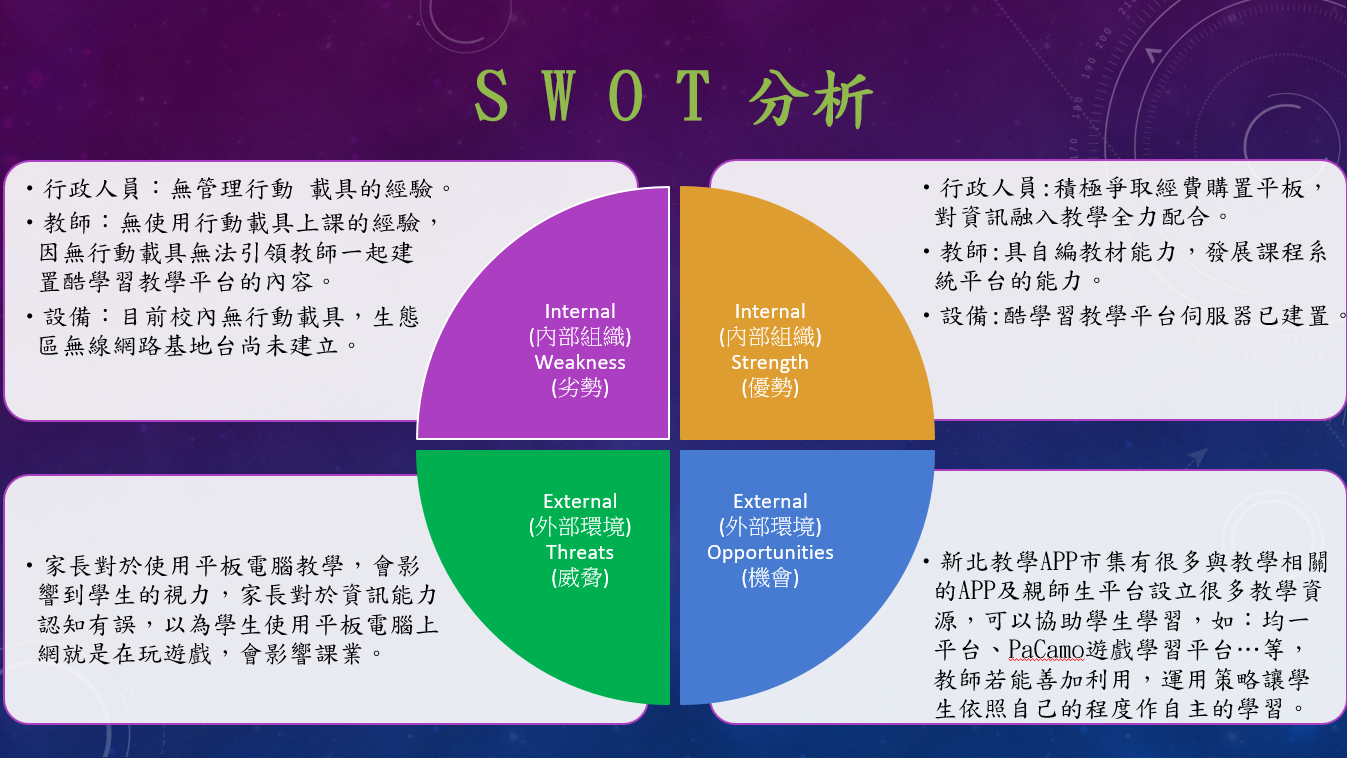 S W O T 分析
• 行政人員：無管理行動 載具的經驗。
• 教師：無使用行動載具上課的經驗，
因無行動載具無法引領教師一起建
置酷學習教學平台的內容。
• 設備：目前校內無行動載具，生態
區無線網路基地台尚未建立。
Internal
(內部組織)
Weakness
(劣勢)
Internal
(內部組織)
Strength
(優勢)
• 行政人員:積極爭取經費購置平板，
對資訊融入教學全力配合。
• 教師:具自編教材能力，發展課程系
統平台的能力。
• 設備:酷學習教學平台伺服器已建置。
• 家長對於使用平板電腦教學，會影
響到學生的視力，家長對於資訊能力
認知有誤，以為學生使用平板電腦上
網就是在玩遊戲，會影響課業。
External
(外部環境)
Threats
(威脅)
External
(外部環境)
Opportunities
(機會)
• 新北教學APP市集有很多與教學相關
的APP及親師生平台設立很多教學資
源，可以協助學生學習，如：均一
平台、PaCamo遊戲學習平台…等，
教師若能善加利用，運用策略讓學
生依照自己的程度作自主的學習。
170
180
190 200
210